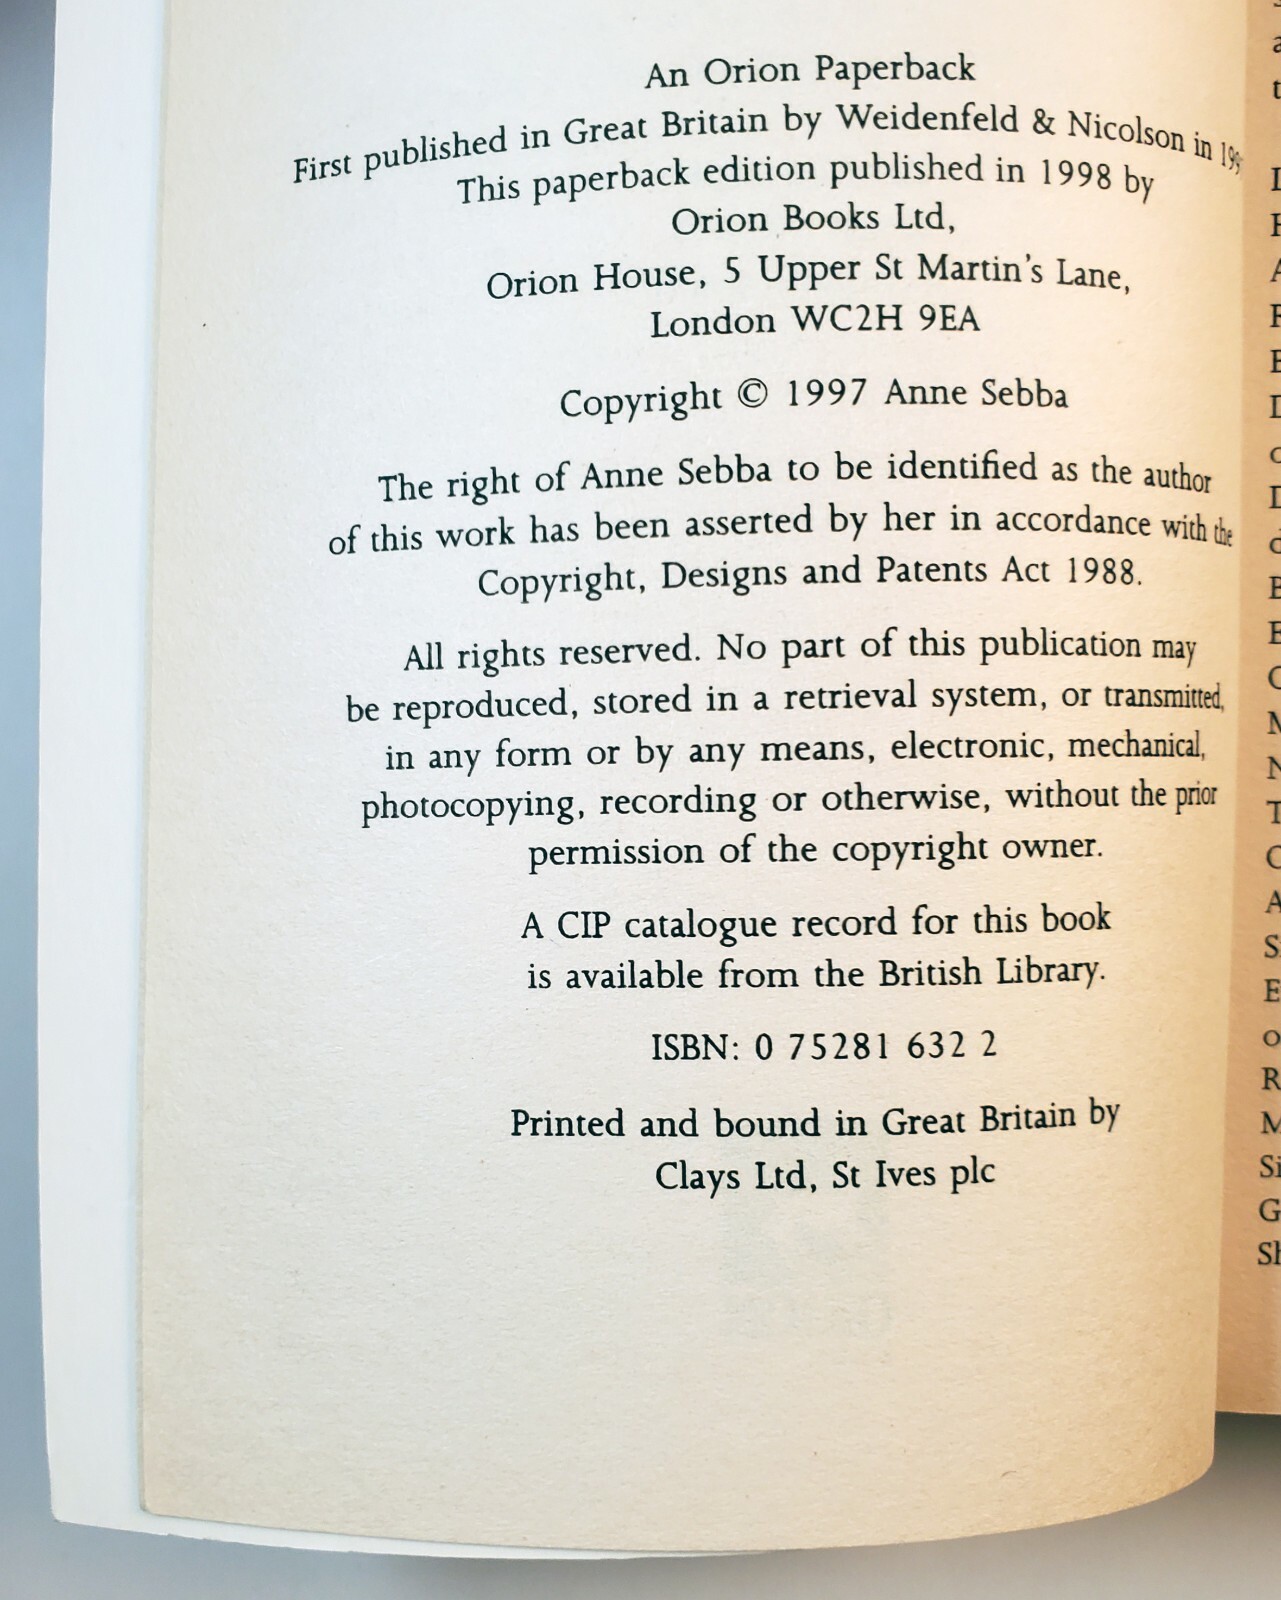 An Orion Paperback
First published in Great Britain by Weidenfeld & Nicolson in
This paperback edition published in 1998 by
Orion Books Ltd,
Orion House, 5 Upper St Martin's Lane,
London WC2H 9EA
Copyright © 1997 Anne Sebba
The right of Anne Sebba to be identified as the author
of this work has been asserted by her in accordance with the
Copyright, Designs and Patents Act 1988.
All rights reserved. No part of this publication may
be reproduced, stored in a retrieval system, or transmitted,
in any form or by any means, electronic, mechanical,
photocopying, recording or otherwise, without the prior
permission of the copyright owner.
A CIP catalogue record for this book
is available from the British Library.
ISBN: 0 75281 632 2
Printed and bound in Great Britain by
Clays Ltd, St Ives plc